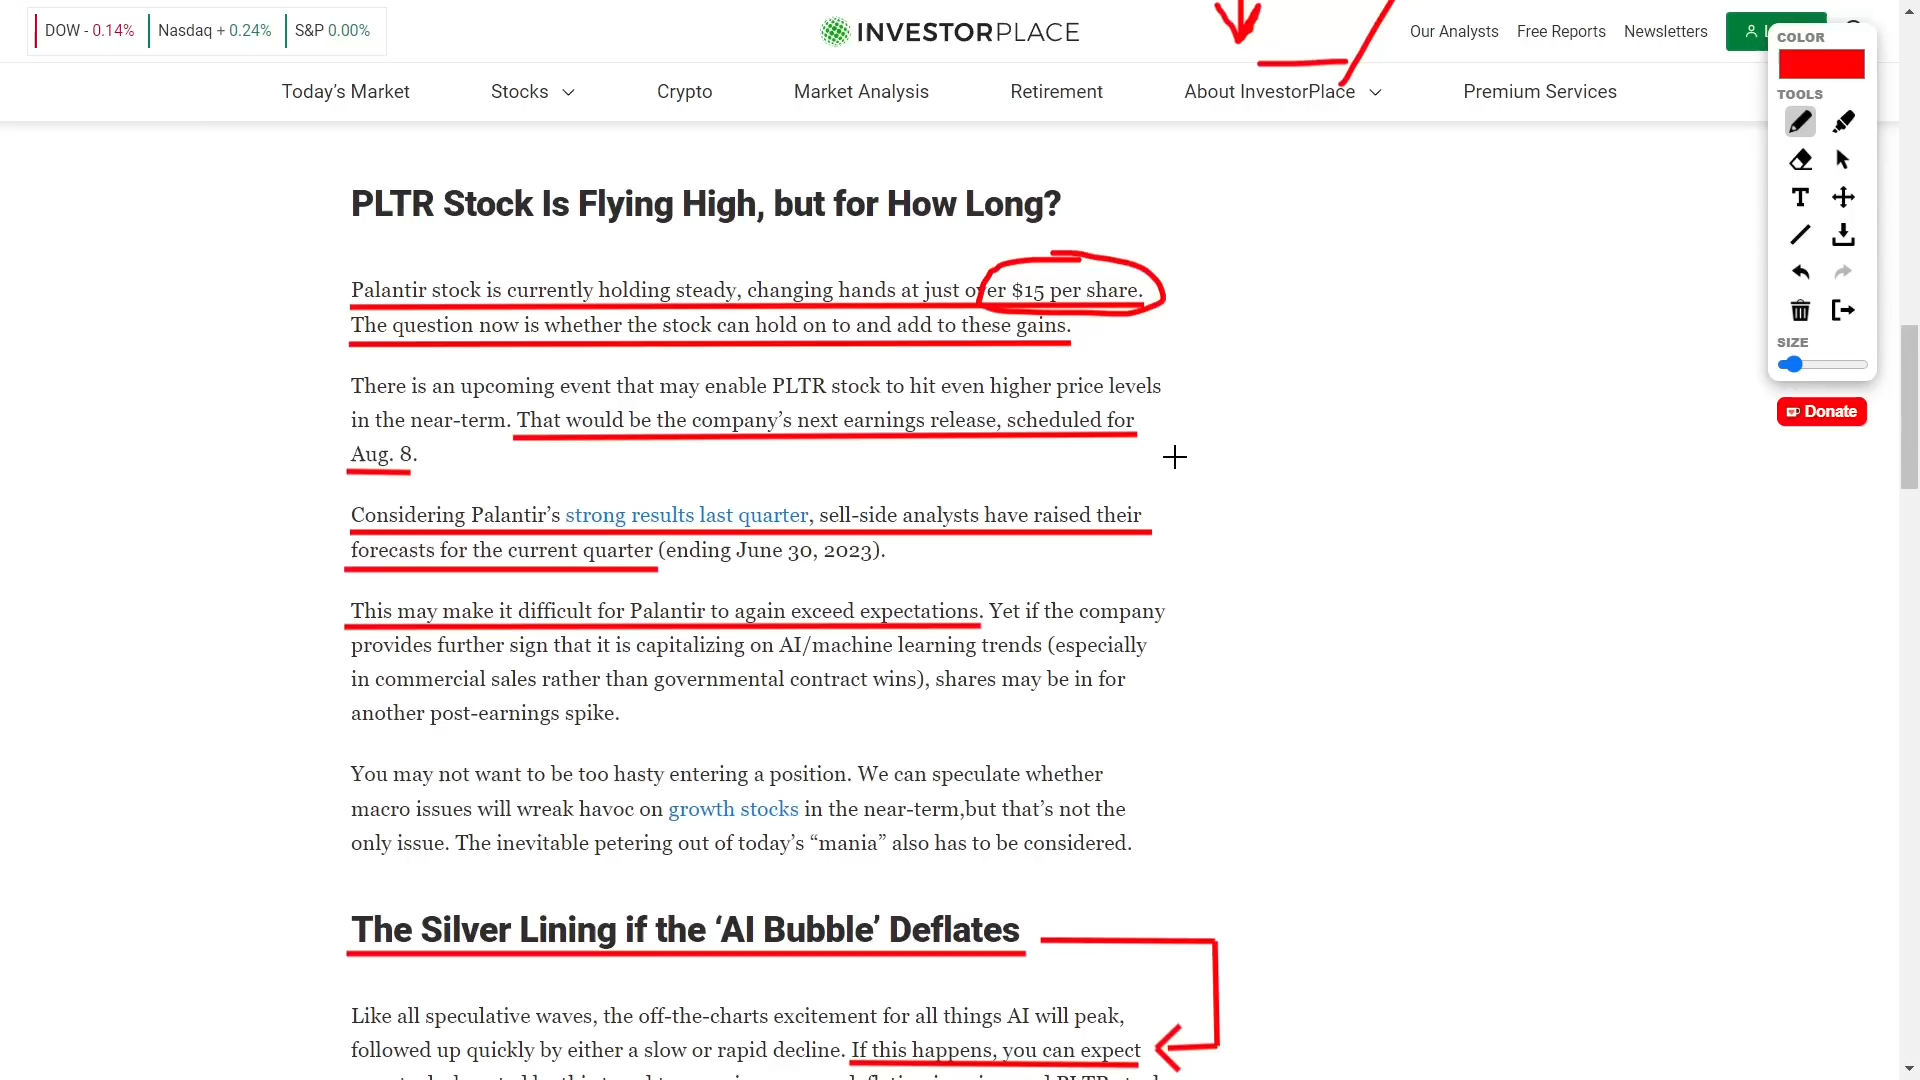 DOW - 0.14% Nasdaq + 0.24% S&P 0.00%
INVESTORPLACE
Our Analysts Free Reports Newsletters
Today’s Market Stocks Crypto Market Analysis Retirement About InvestorPlace Premium Services
COLOR
TOOLS
SIZE
Donate
PLTR Stock Is Flying High, but for How Long?
Palantir stock is currently holding steady, changing hands at just over $15 per share.
The question now is whether the stock can hold on to and add to these gains.
There is an upcoming event that may enable PLTR stock to hit even higher price levels
in the near-term. That would be the company’s next earnings release, scheduled for
Aug. 8.
Considering Palantir’s strong results last quarter, sell-side analysts have raised their
forecasts for the current quarter (ending June 30, 2023).
This may make it difficult for Palantir to again exceed expectations. Yet if the company
provides further sign that it is capitalizing on AI/machine learning trends (especially
in commercial sales rather than governmental contract wins), shares may be in for
another post-earnings spike.
You may not want to be too hasty entering a position. We can speculate whether
macro issues will wreak havoc on growth stocks in the near-term,but that’s not the
only issue. The inevitable petering out of today’s “mania” also has to be considered.
The Silver Lining if the ‘AI Bubble’ Deflates
Like all speculative waves, the off-the-charts excitement for all things AI will peak,
followed up quickly by either a slow or rapid decline. If this happens, you can expect